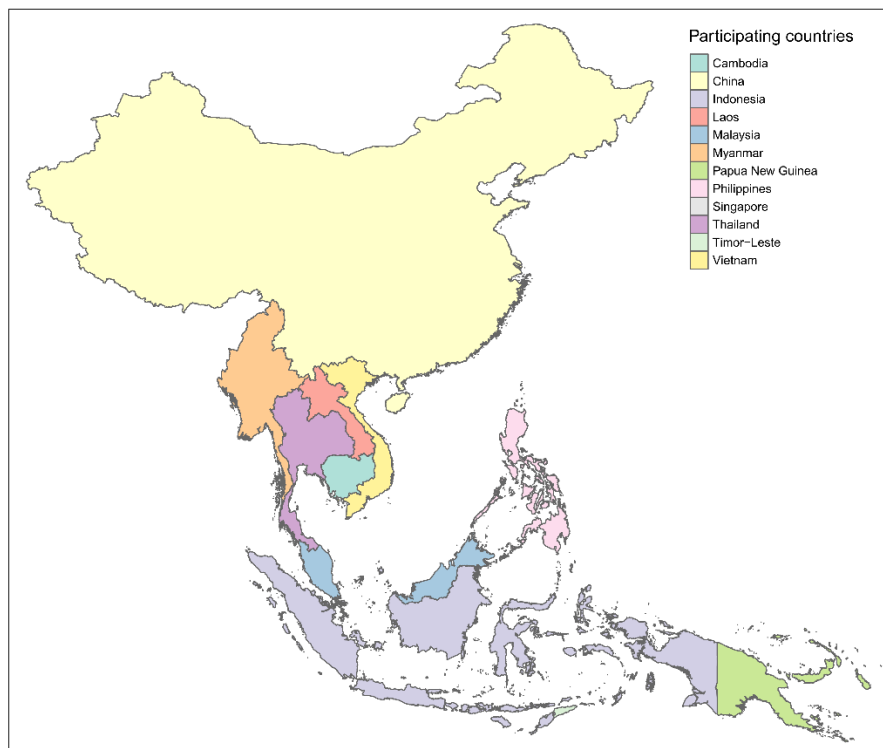 Participating countries
Cambodia
China
Indonesia
Laos
Malaysia
Myanmar
Papua New Guinea
Philippines
Singapore
Thailand
Timor−Leste
Vietnam